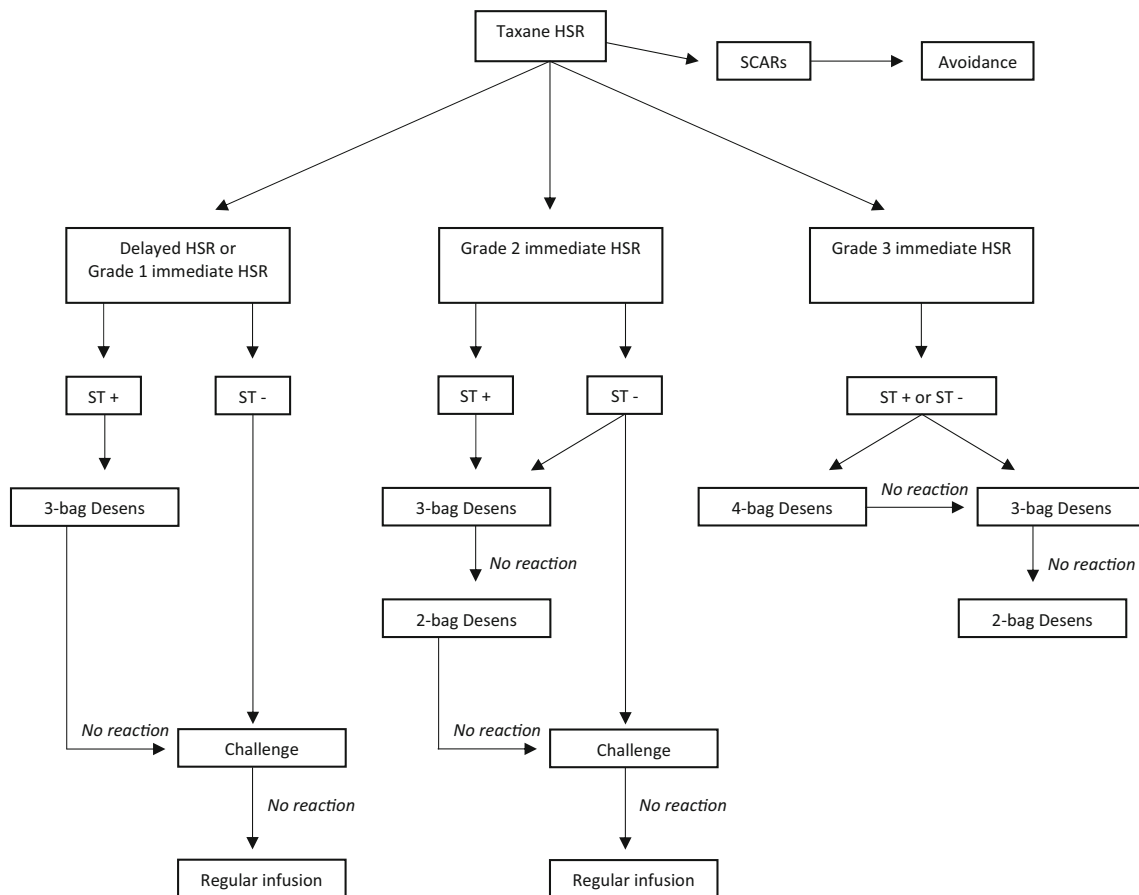 Taxane HSR
SCARs
Avoidance
Delayed HSR or
Grade 1 immediate HSR
Grade 2 immediate HSR
Grade 3 immediate HSR
ST +
ST -
ST +
ST -
ST + or ST -
3-bag Desens
3-bag Desens
4-bag Desens
No reaction
3-bag Desens
No reaction
No reaction
2-bag Desens
2-bag Desens
No reaction
Challenge
No reaction
Challenge
No reaction
No reaction
Regular infusion
Regular infusion